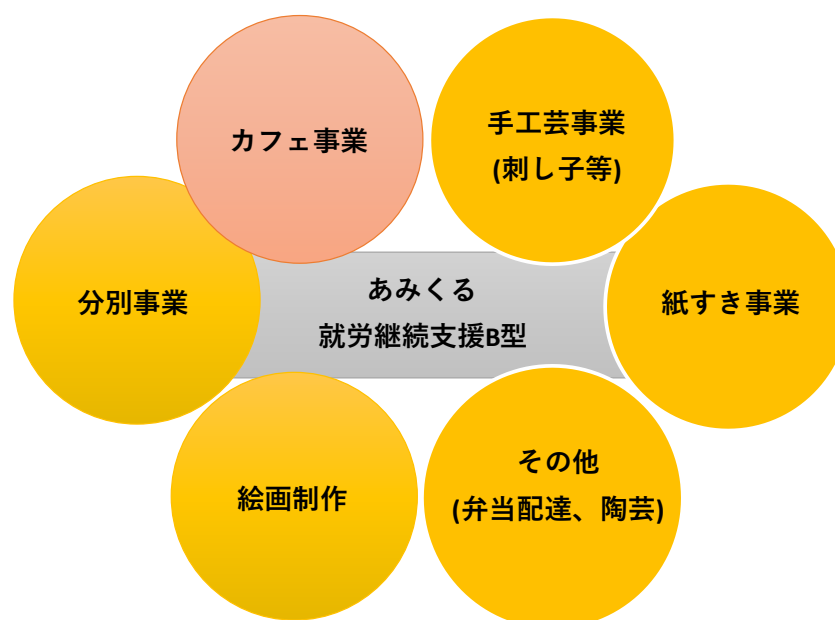 カフェ事業
手工芸事業
(刺し子等)
分別事業
あみくる
就労継続支援B型
紙すき事業
絵画制作
その他
(弁当配達、陶芸)